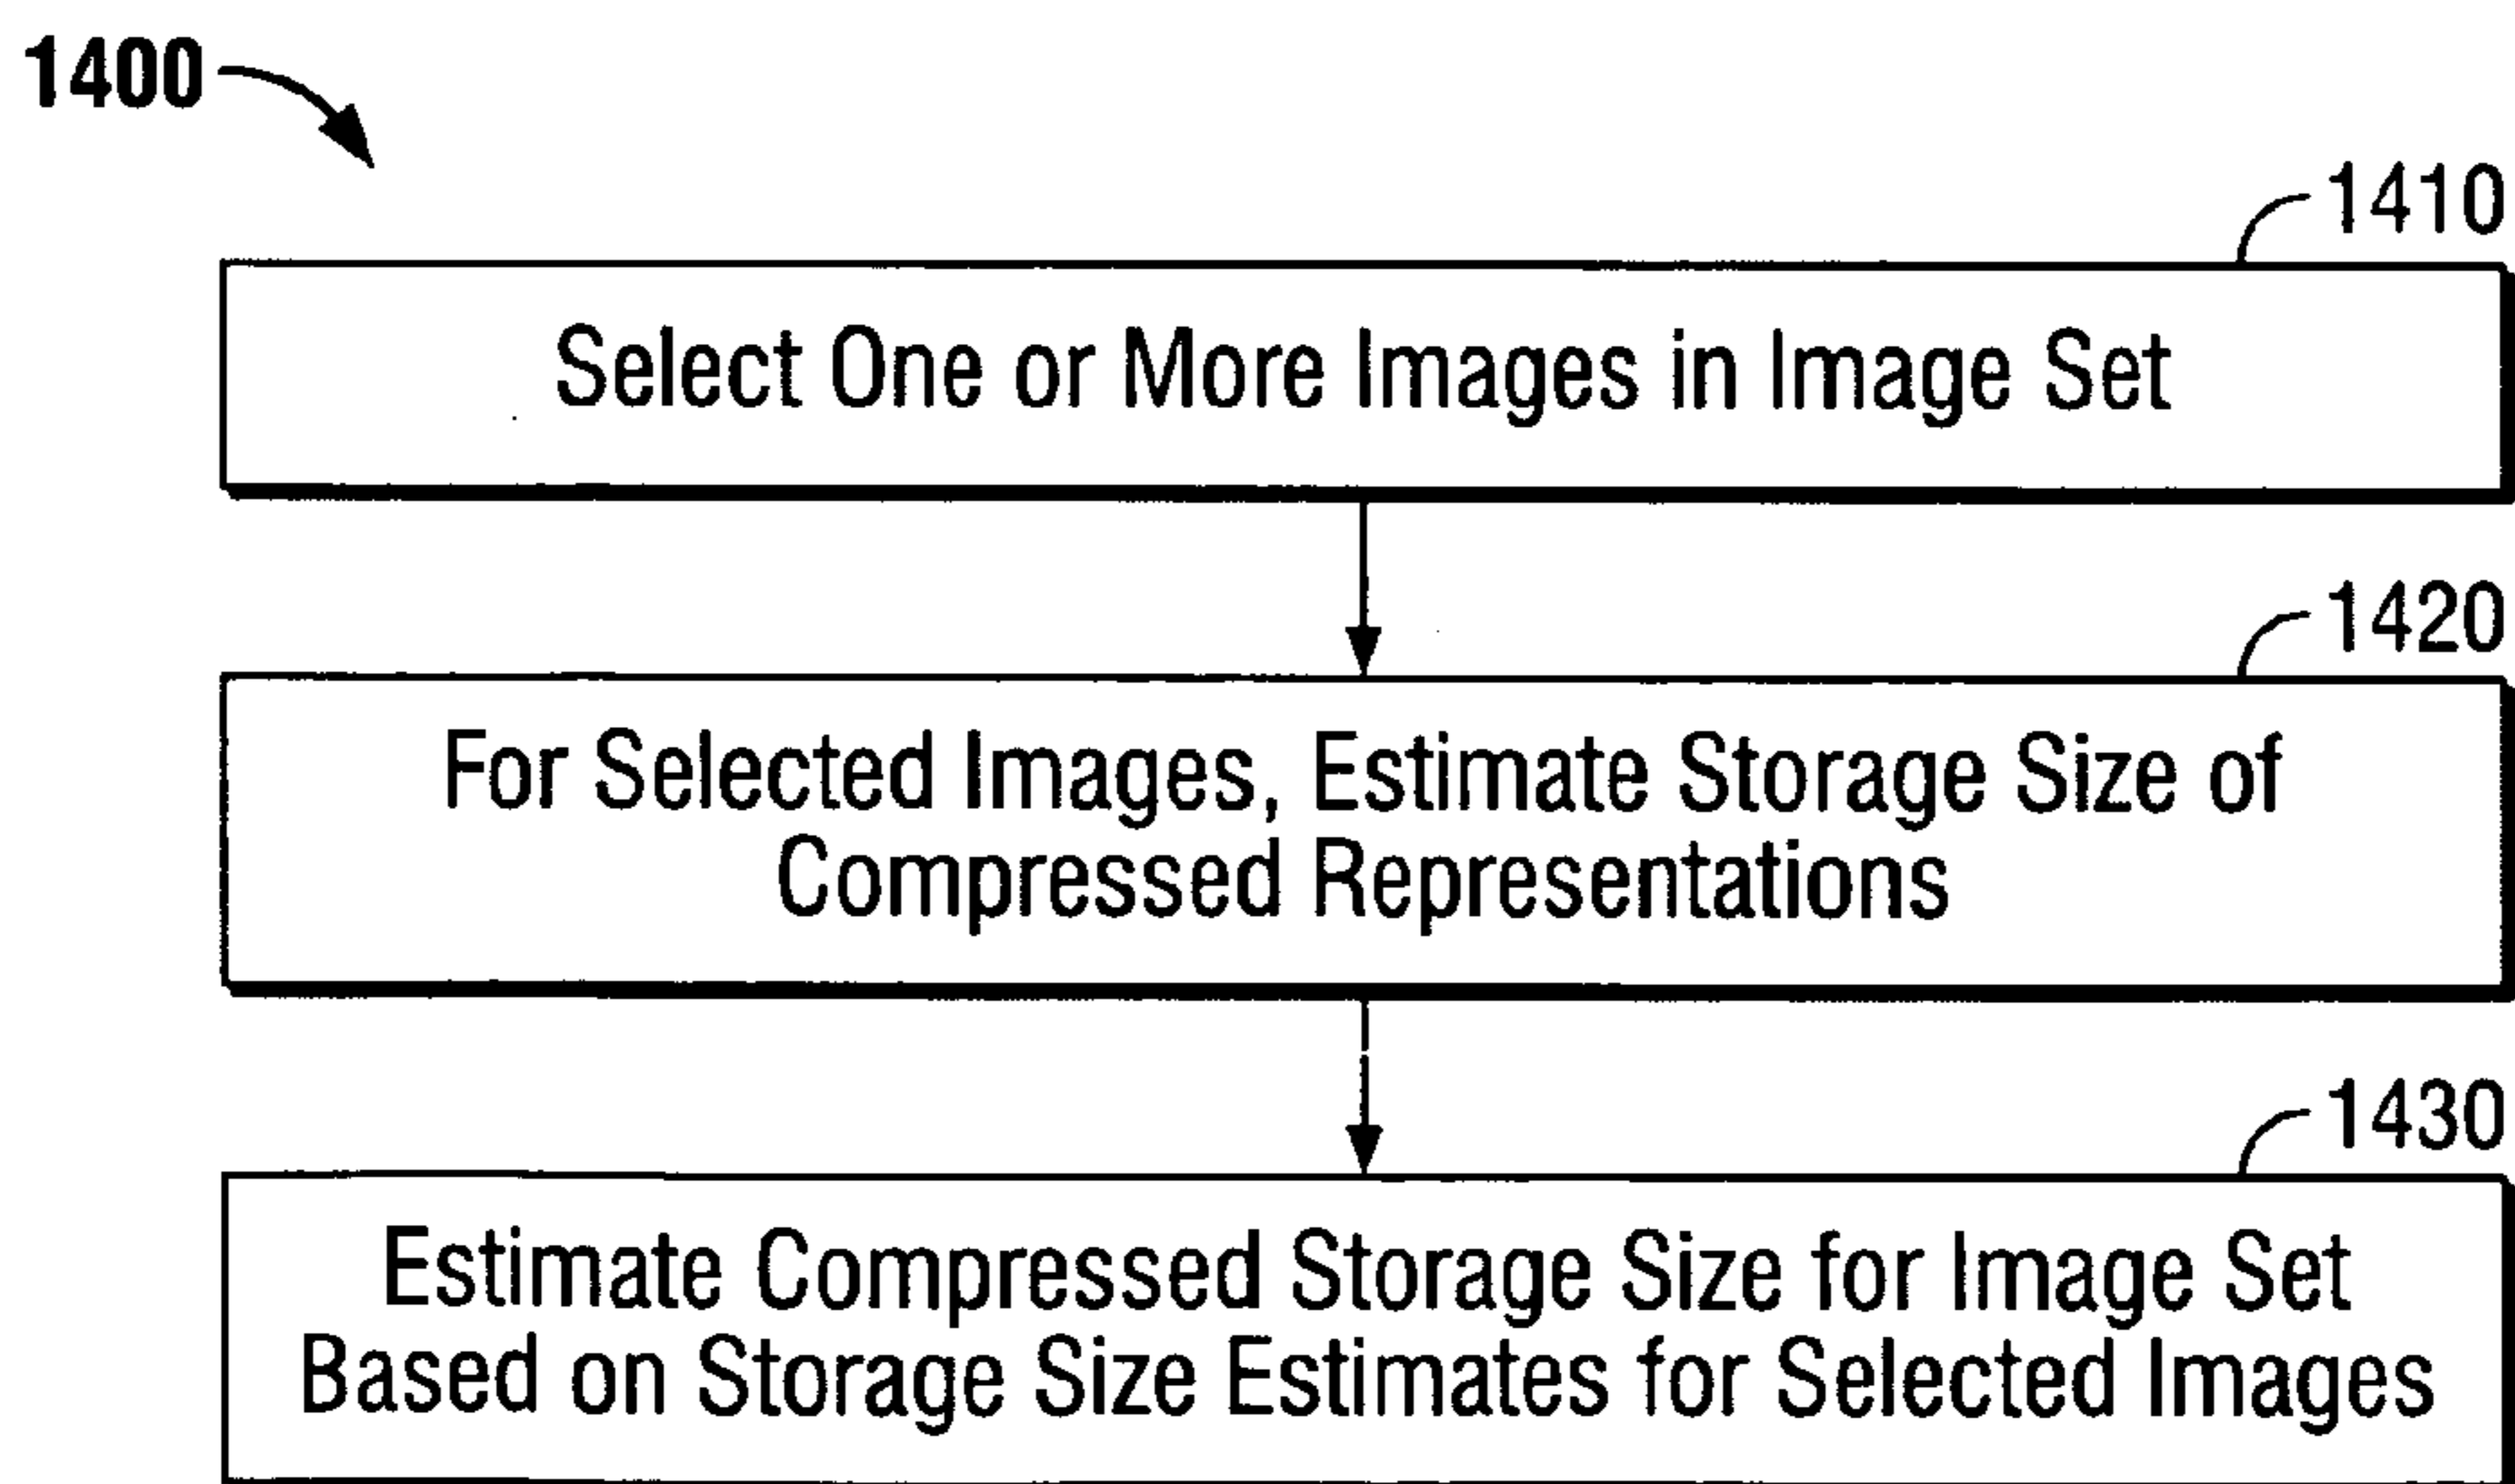 1400
1410
Select One or More Images in Image Set
1420
For Selected Images, Estimate Storage Size of
Compressed Representations
1430
Estimate Compressed Storage Size for Image Set
Based on Storage Size Estimates for Selected Images